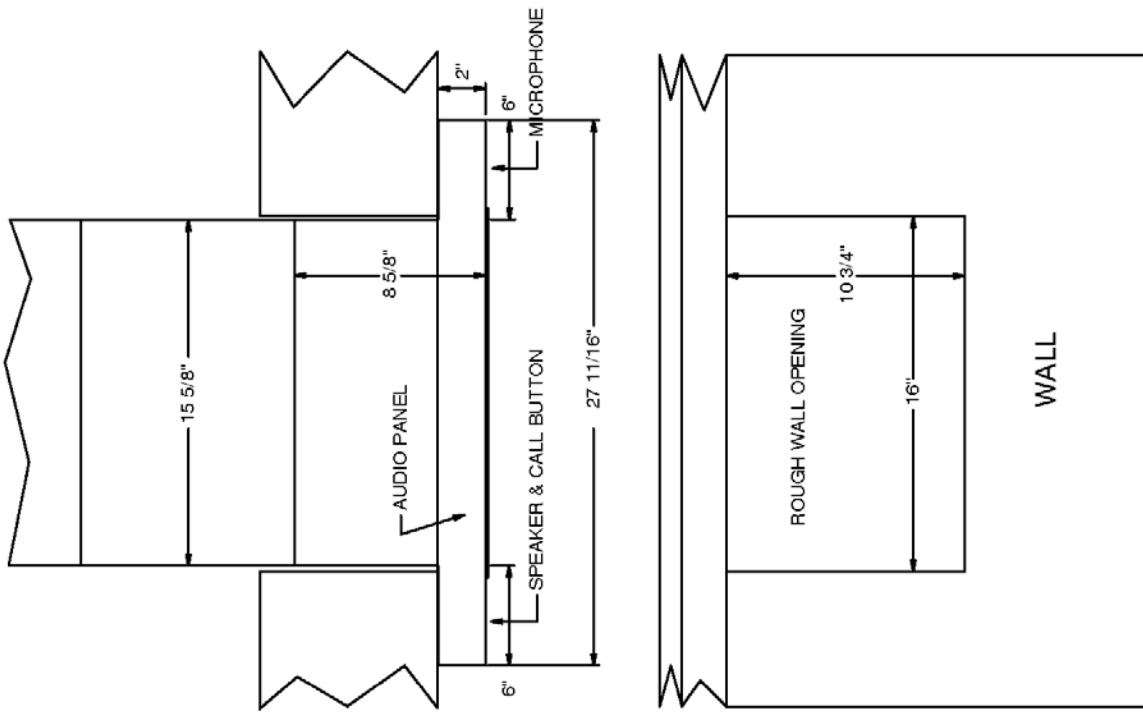 15 5/8"
8 5/8"
2"
6"
MICROPHONE
AUDIO PANEL
SPEAKER & CALL BUTTON
6"
27 11/16"
ROUGH WALL OPENING
10 3/4"
16"
WALL